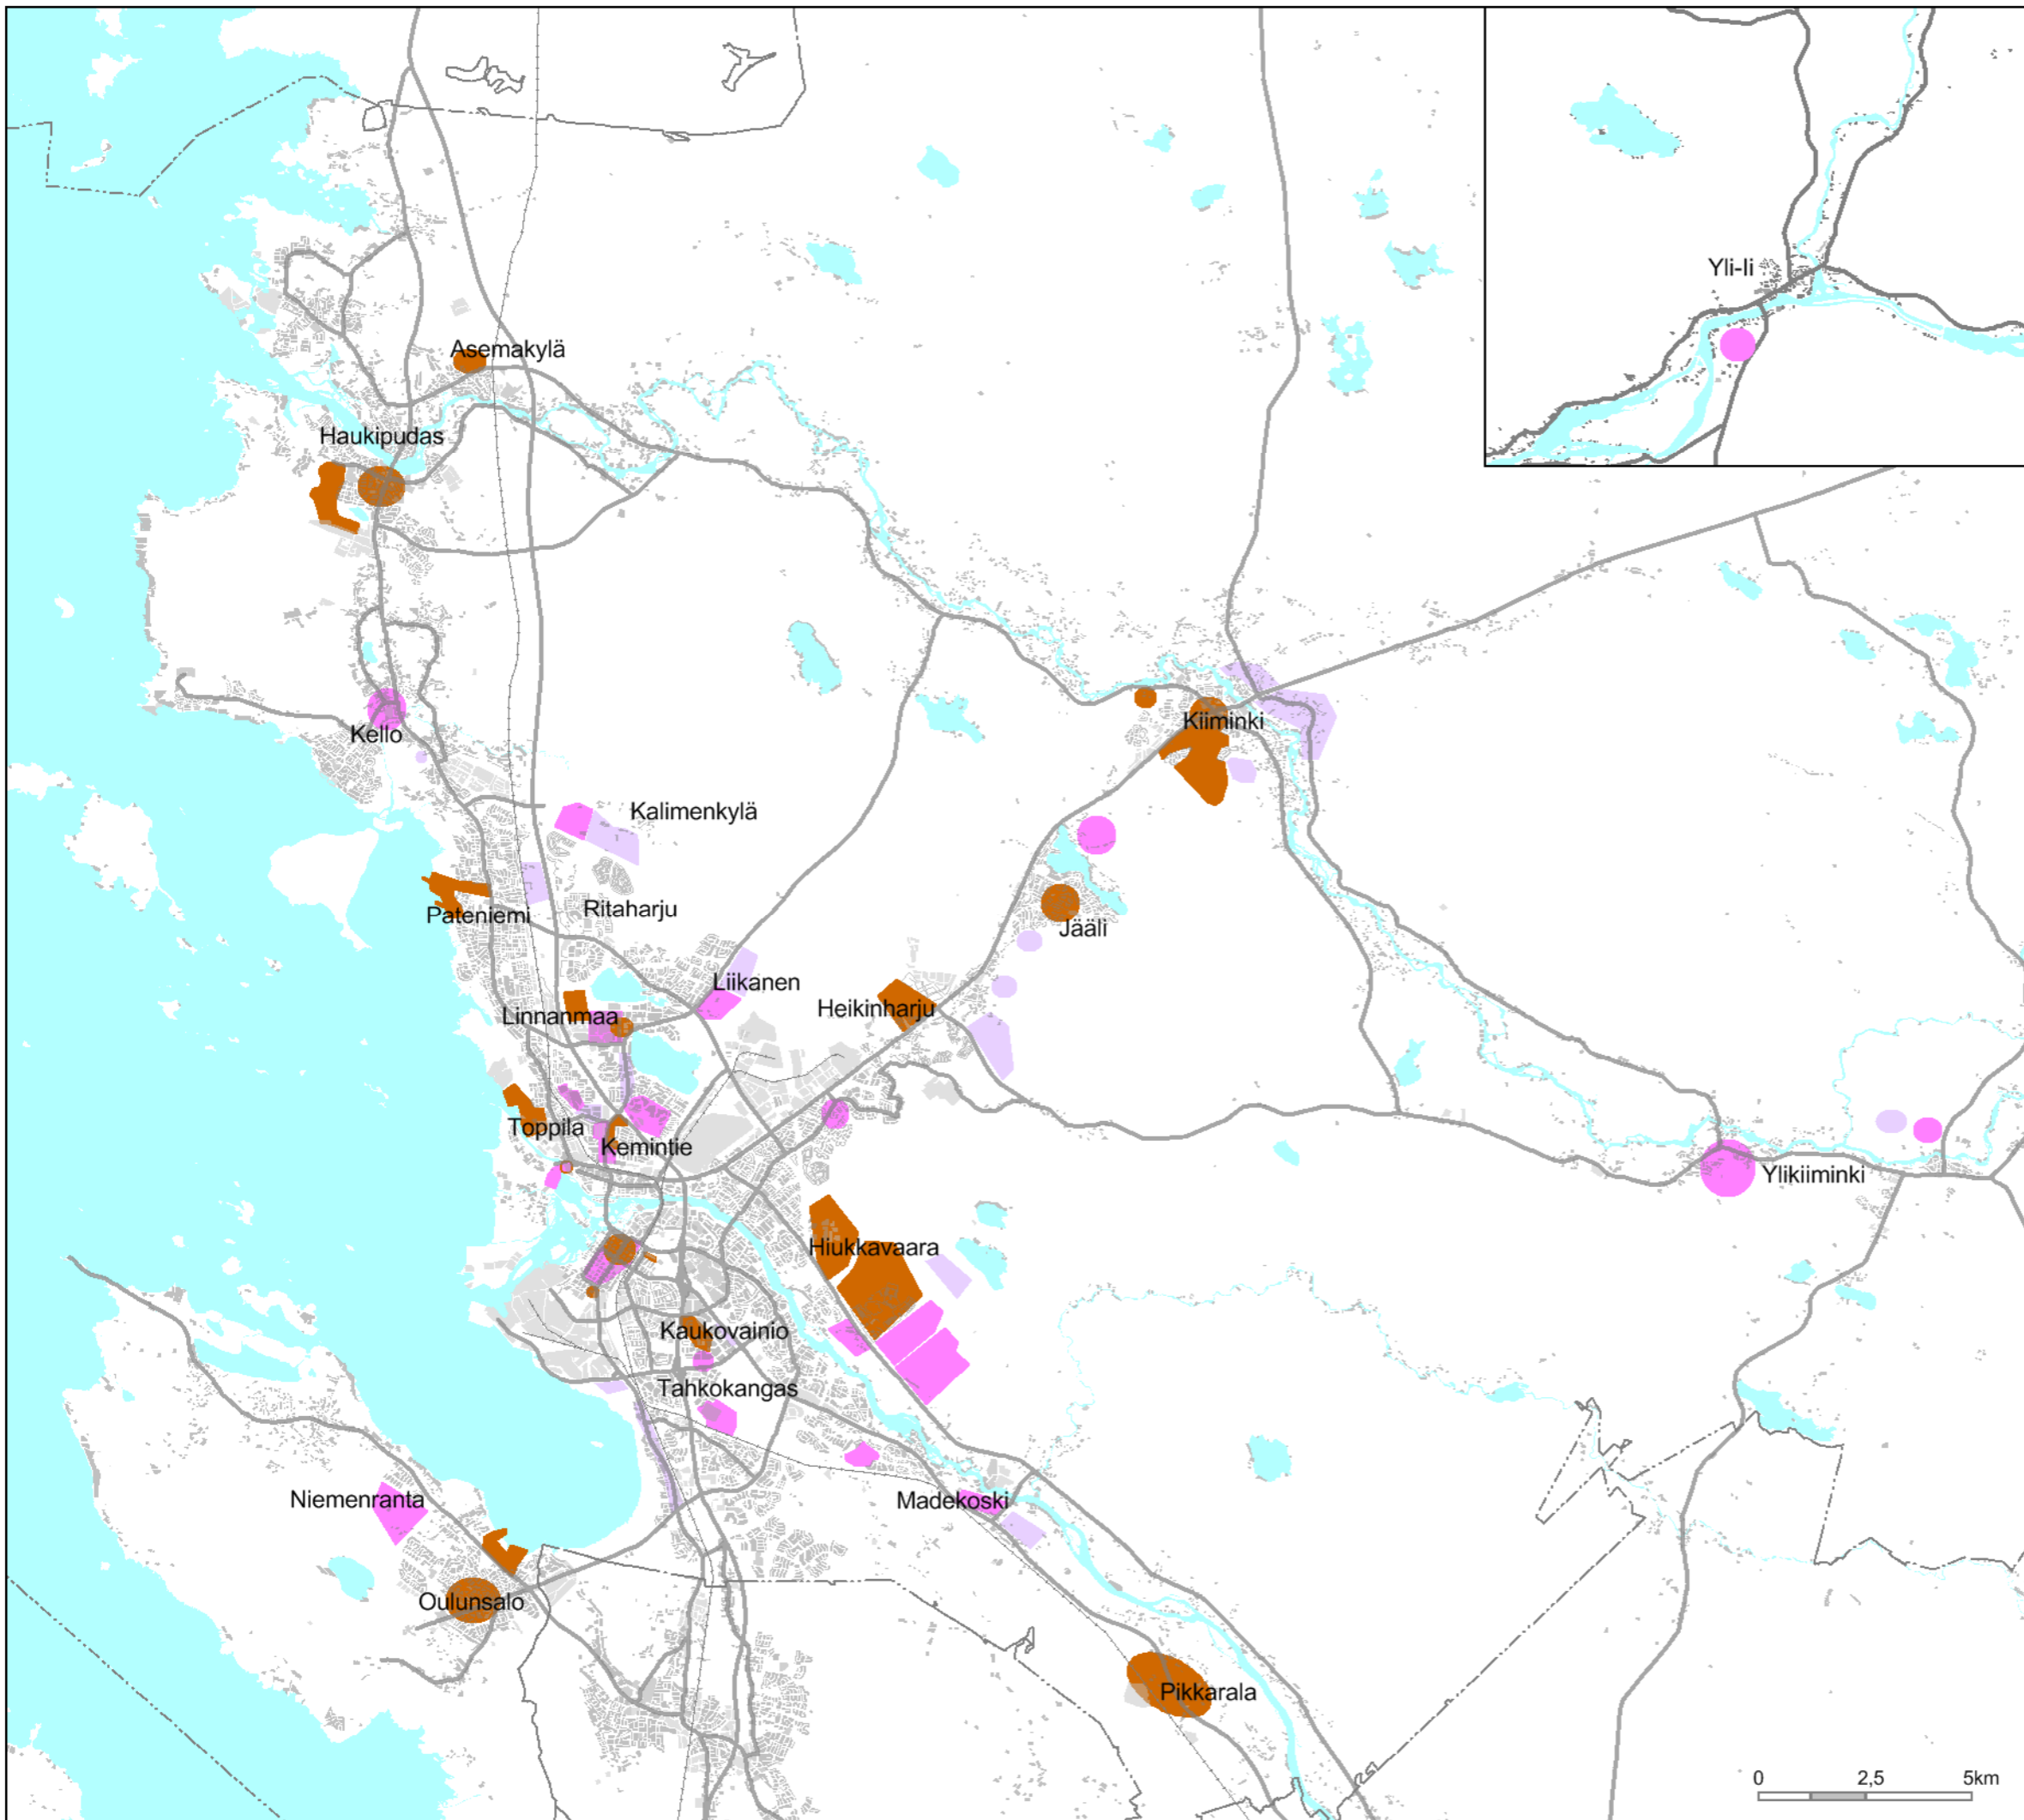 Yli-Ii
Asemakylä
Haukipudas
Kiiminki
Kello
Kalimenkylä
Ritaharju
Pateniemi
Jääli
Liikanen
Heikinharju
Linnanmaa
Toppila
Kemintie
Ylikiiminki
Hiukkavaara
Kaukovainio
Tahkokangas
Niemenranta
Madekoski
Oulunsalo
Pikkarala
0 2,5 5km